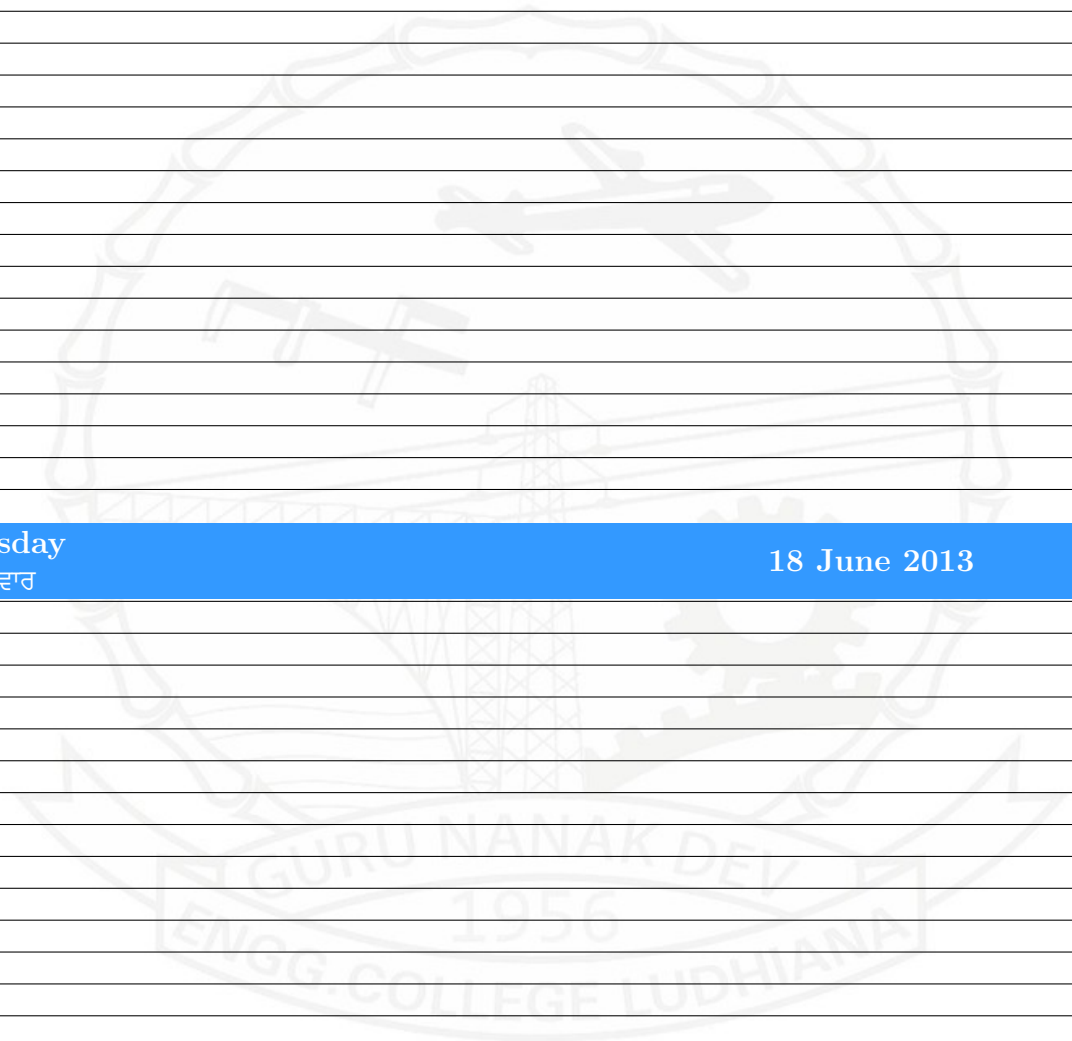 sday
ਵਾਰ
18 June 2013
GURU NANAK DEV
1956
ENGG. COLLEGE LUDHIANA